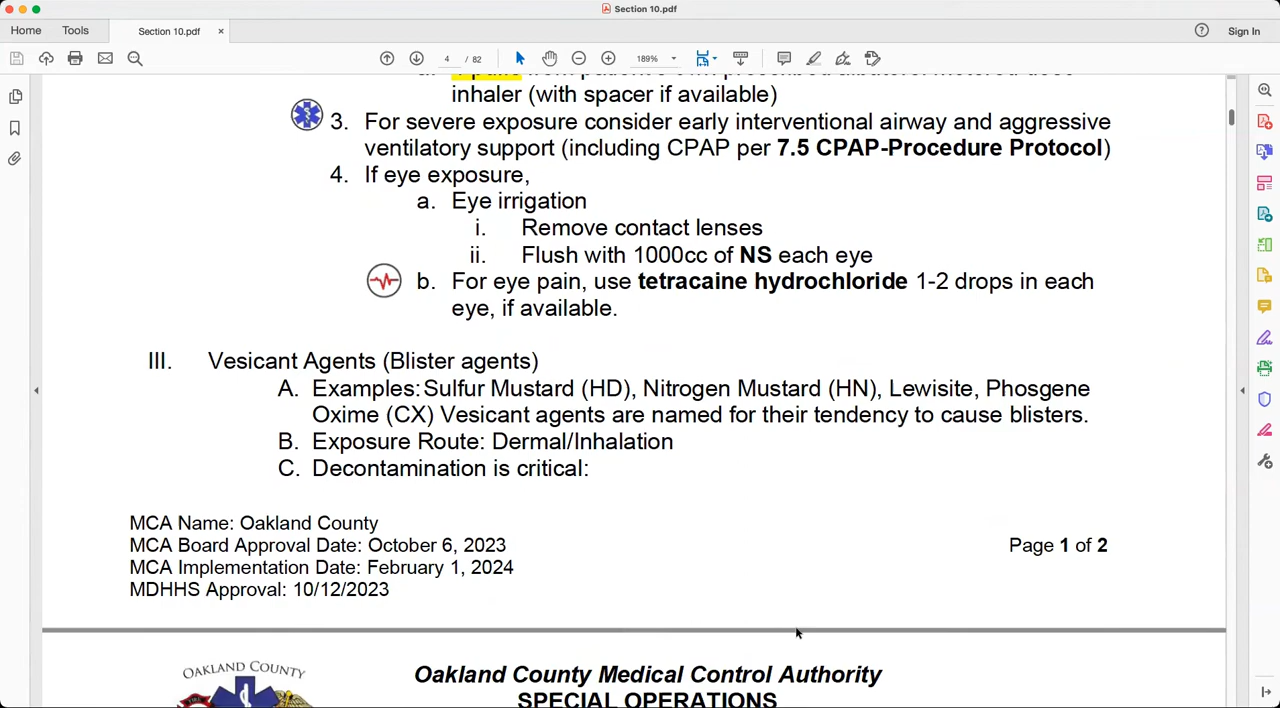 Section 10.pdf
Home Tools Section 10.pdf × Sign In
4 / 82 189%
inhaler (with spacer if available)
3. For severe exposure consider early interventional airway and aggressive
ventilatory support (including CPAP per 7.5 CPAP-Procedure Protocol)
4. If eye exposure,
a. Eye irrigation
i. Remove contact lenses
ii. Flush with 1000cc of NS each eye
b. For eye pain, use tetracaine hydrochloride 1-2 drops in each
eye, if available.
III. Vesicant Agents (Blister agents)
A. Examples: Sulfur Mustard (HD), Nitrogen Mustard (HN), Lewisite, Phosgene
Oxime (CX) Vesicant agents are named for their tendency to cause blisters.
B. Exposure Route: Dermal/Inhalation
C. Decontamination is critical:
MCA Name: Oakland County
MCA Board Approval Date: October 6, 2023
Page 1 of 2
MCA Implementation Date: February 1, 2024
MDHHS Approval: 10/12/2023
OAKLAND COUNTY
Oakland County Medical Control Authority
SPECIAL OPERATIONS